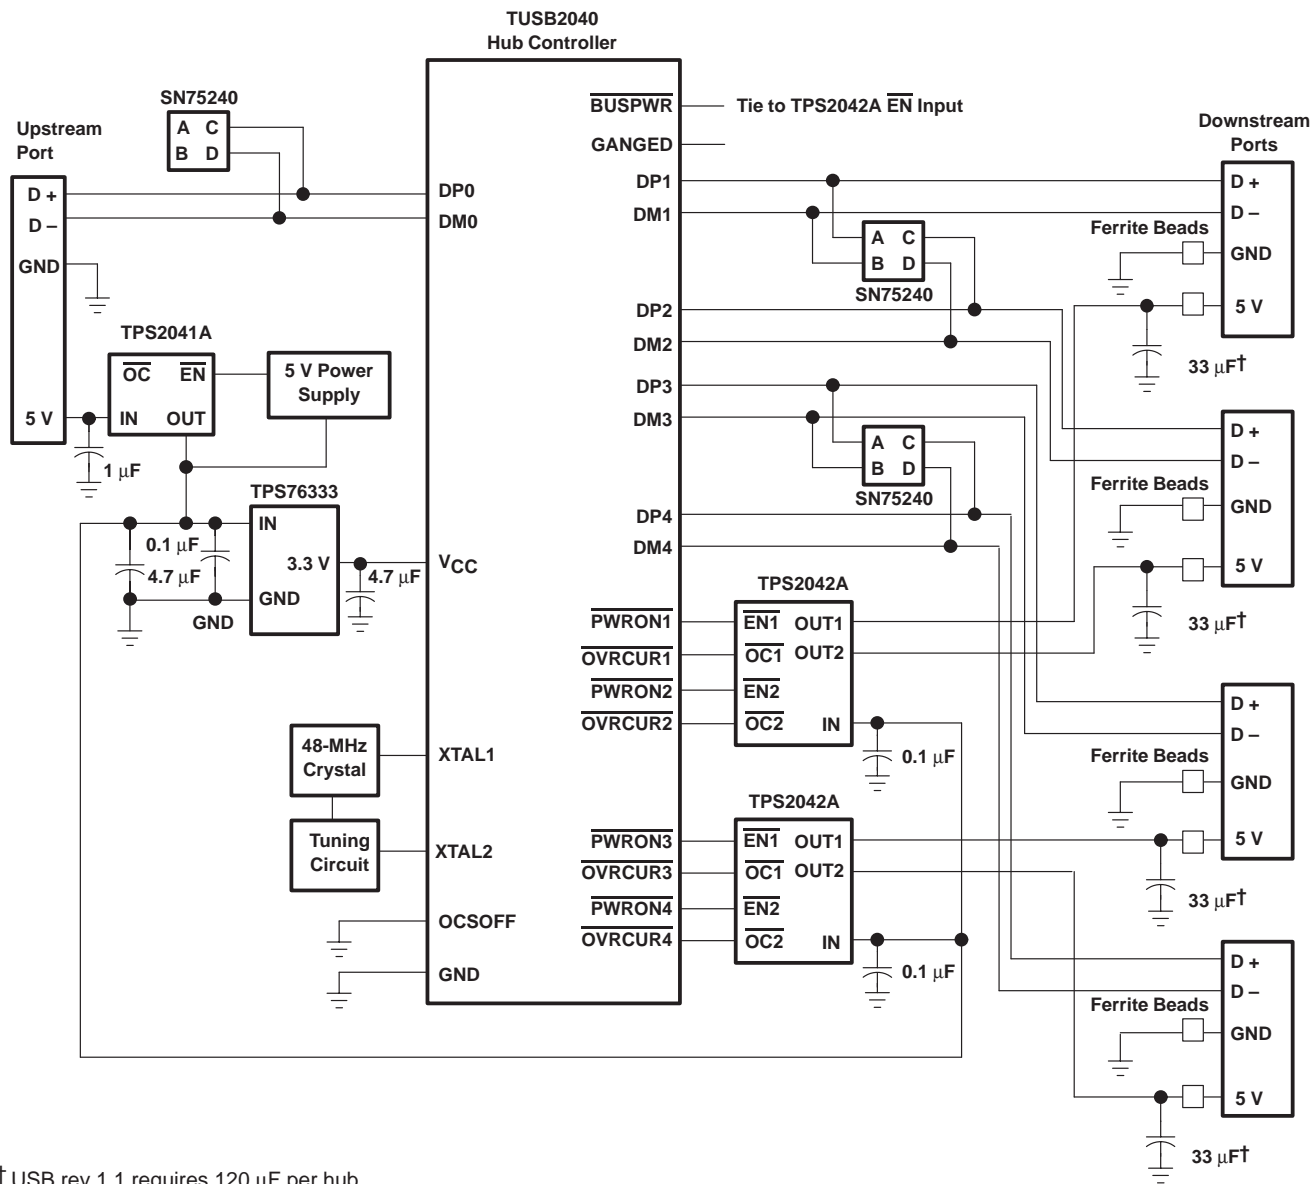 TUSB2040
Hub Controller
SN75240
A C
B D
Upstream
Port
D +
D –
GND
5 V
TPS2041A
OC EN
IN OUT
5 V Power
Supply
1 μF
TPS76333
IN
3.3 V
GND
0.1 μF
4.7 μF
GND
4.7 μF
48-MHz
Crystal
Tuning
Circuit
DP0
DM0
VCC
XTAL1
XTAL2
OCSOFF
GND
BUSPWR
GANGED
DP1
DM1
DP2
DM2
DP3
DM3
DP4
DM4
PWRON1
OVRCUR1
PWRON2
OVRCUR2
PWRON3
OVRCUR3
PWRON4
OVRCUR4
Tie to TPS2042A EN Input
A C
B D
SN75240
A C
B D
SN75240
TPS2042A
EN1 OUT1
OC1 OUT2
EN2
OC2 IN
0.1 μF
TPS2042A
EN1 OUT1
OC1 OUT2
EN2
OC2 IN
0.1 μF
Downstream
Ports
D +
D –
Ferrite Beads
GND
5 V
33 μF†
D +
D –
Ferrite Beads
GND
5 V
33 μF†
D +
D –
Ferrite Beads
GND
5 V
33 μF†
D +
D –
Ferrite Beads
GND
5 V
33 μF†
† USB rev 1.1 requires 120 μF per hub.